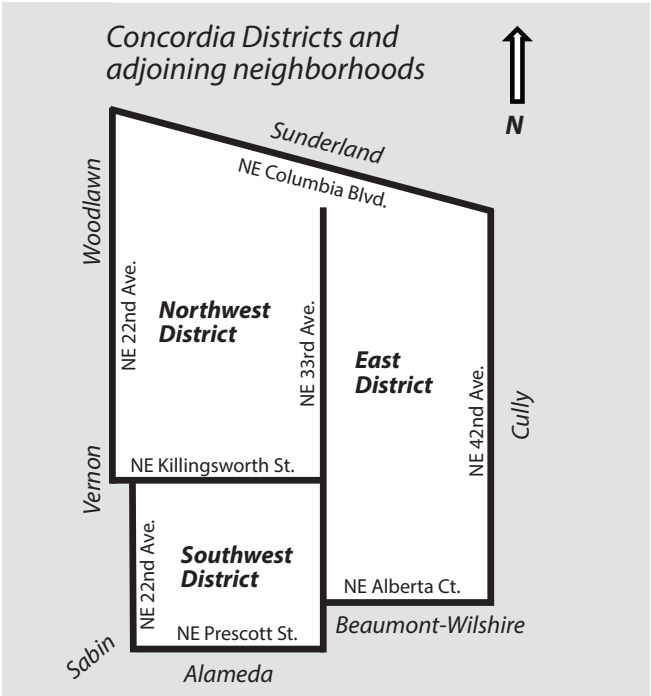 Concordia Districts and
adjoining neighborhoods
N
Sunderland
NE Columbia Blvd.
Woodlawn
NE 22nd Ave.
Northwest
District
NE 33rd Ave.
East
District
NE 42nd Ave.
Cully
Vernon
NE Killingsworth St.
NE 22nd Ave.
Southwest
District
NE Alberta Ct.
NE Prescott St.
Beaumont-Wilshire
Sabin
Alameda